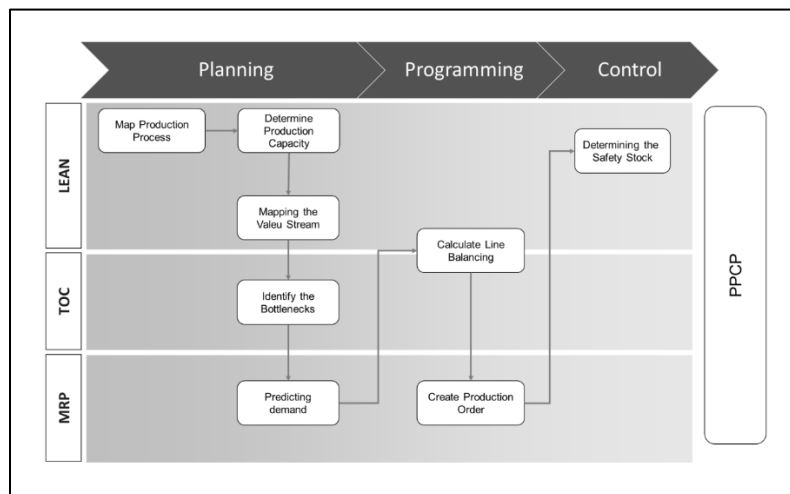 Planning
Programming
Control
LEAN
Map Production
Process
Determine
Production
Capacity
Determining the
Safety Stock
Mapping the
Valeu Stream
Calculate Line
Balancing
TOC
Identify the
Bottlenecks
MRP
Predicting
demand
Create Production
Order
PPCP